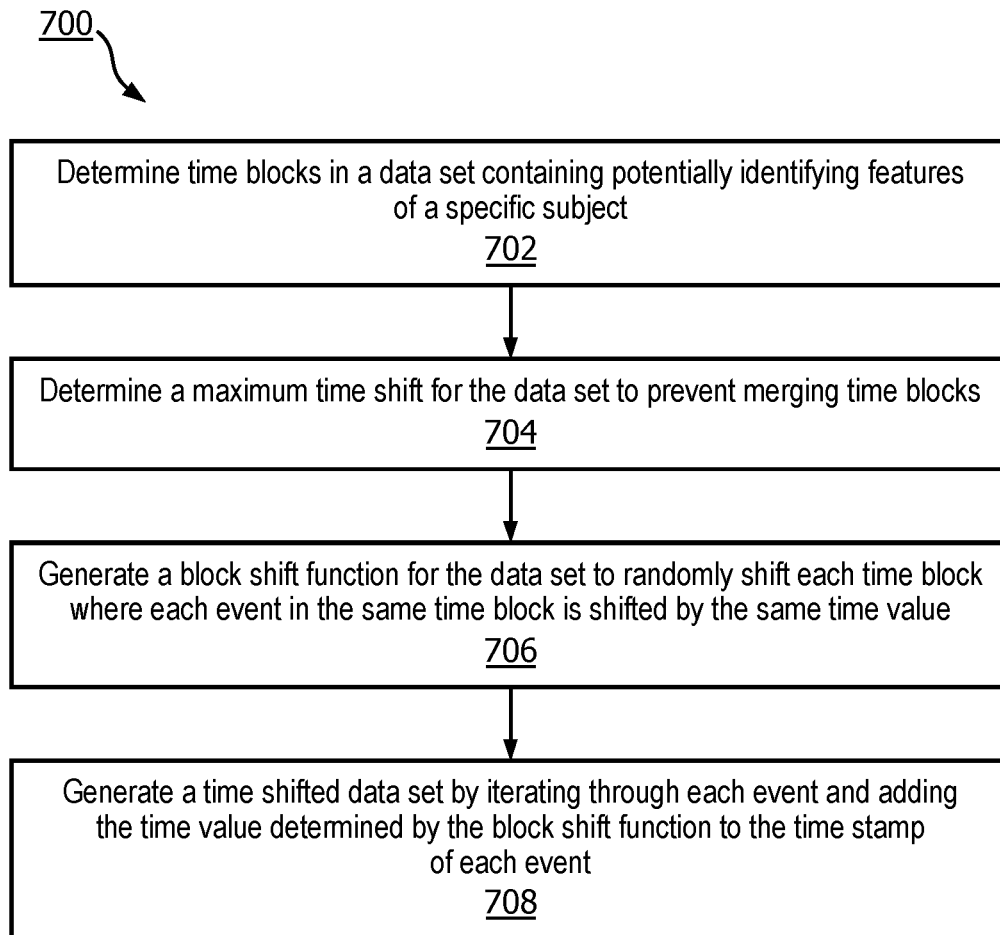 700
Determine time blocks in a data set containing potentially identifying features
of a specific subject
702
Determine a maximum time shift for the data set to prevent merging time blocks
704
Generate a block shift function for the data set to randomly shift each time block
where each event in the same time block is shifted by the same time value
706
Generate a time shifted data set by iterating through each event and adding
the time value determined by the block shift function to the time stamp
of each event
708